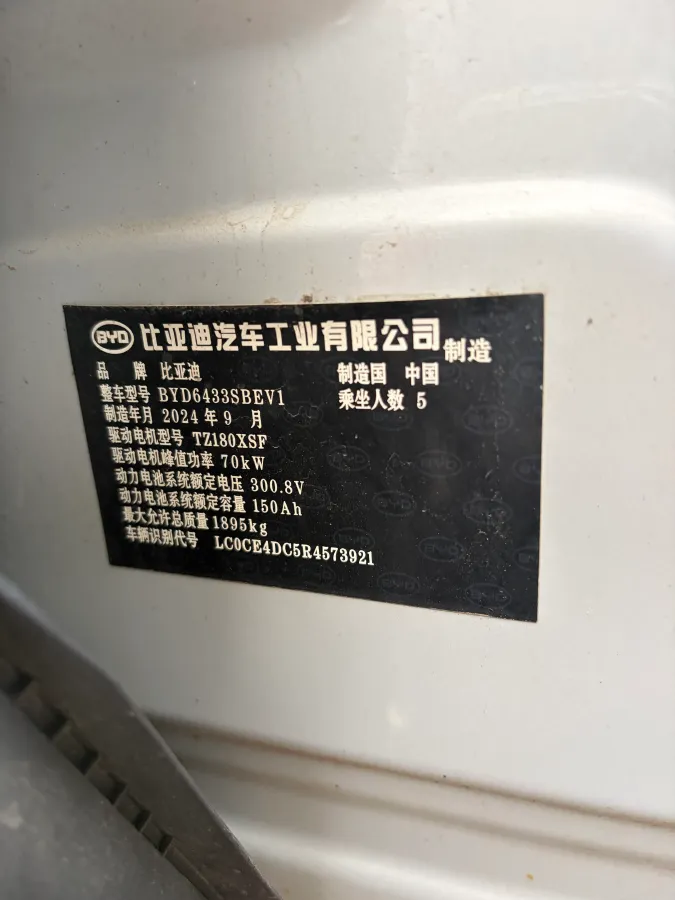 BYD 比亚迪汽车工业有限公司 制造
品 牌 比亚迪 制造国 中国
整车型号 BYD6433SBEV1 乘坐人数 5
制造年月 2024 年 9 月
驱动电机型号 TZ180XSF
驱动电机峰值功率 70kW
动力电池系统额定电压 300.8V
动力电池系统额定容量 150Ah
最大允许总质量 1895kg
车辆识别代号 LC0CE4DC5R4573921